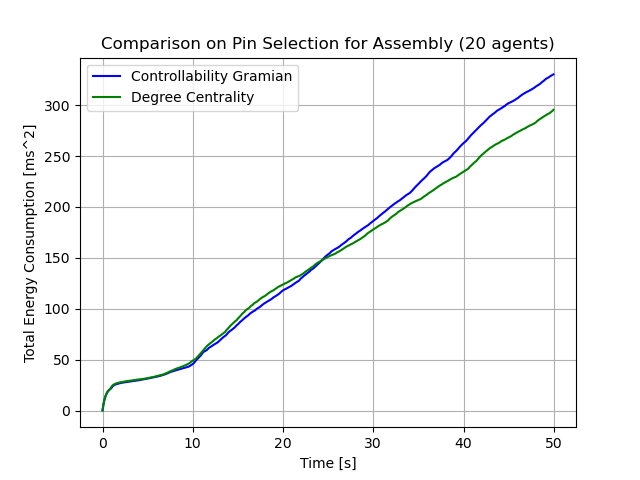 Comparison on Pin Selection for Assembly (20 agents)
Controllability Gramian
Degree Centrality
Total Energy Consumption [ms^2]
300
250
200
150
100
50
0
0 10 20 30 40 50
Time [s]